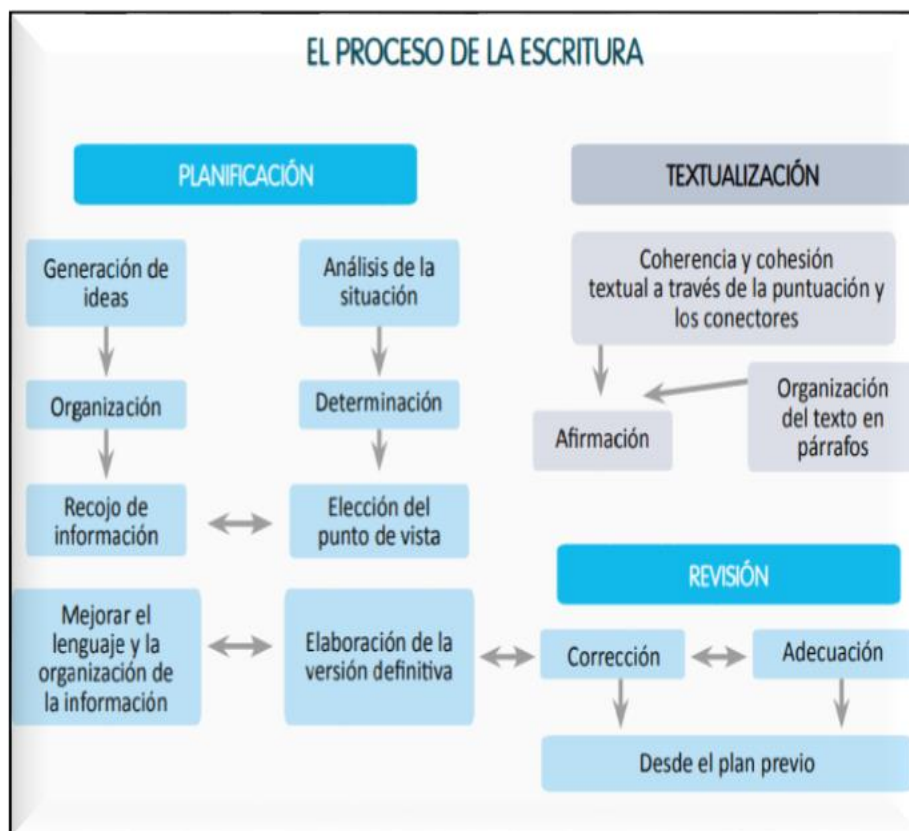 EL PROCESO DE LA ESCRITURA
PLANIFICACIÓN
Generación de
ideas
Análisis de la
situación
Organización
Determinación
Recojo de
información
Elección del
punto de vista
Mejorar el
lenguaje y la
organización de
la información
Elaboración de la
versión definitiva
TEXTUALIZACIÓN
Coherencia y cohesión
textual a través de la puntuación y
los conectores
Organización
del texto en
párrafos
Afirmación
REVISIÓN
Corrección
Adecuación
Desde el plan previo